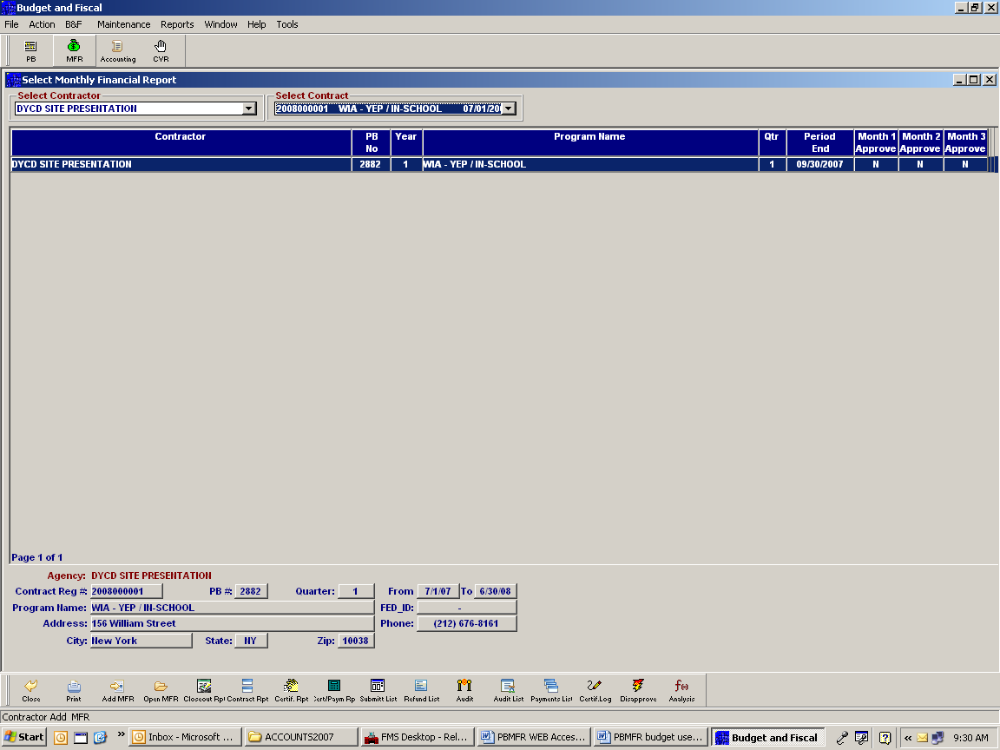 Budget and Fiscal
File Action B&F Maintenance Reports Window Help Tools
PB MFR Accounting CVR
Select Monthly Financial Report
Select Contractor Select Contract
DYCD SITE PRESENTATION 2008000001 WIA - YEP / IN-SCHOOL 07/01/20
Contractor PB No Year Program Name Qtr Period End Month 1 Approve Month 2 Approve Month 3 Approve
DYCD SITE PRESENTATION 2882 1 WIA - YEP / IN-SCHOOL 1 09/30/2007 N N N
Page 1 of 1
Agency: DYCD SITE PRESENTATION
Contract Reg #: 2008000001 PB #: 2882 Quarter: 1 From 7/1/07 To 6/30/08
Program Name: WIA - YEP / IN-SCHOOL FED_ID: -
Address: 156 William Street Phone: (212) 676-8161
City: New York State: NY Zip: 10038
Close Print Add MFR Open MFR Closeout Rpt Contract Rpt Certif. Rpt Cert/Paym Rp Submitt List Refund List Audit Audit List Payments List Certif.Log Disapprove Analysis
Contractor Add MFR
Start Inbox - Microsoft ... ACCOUNTS2007 FMS Desktop - Rel... PBMFR WEB Acces... PBMFR budget use... Budget and Fiscal 9:30 AM